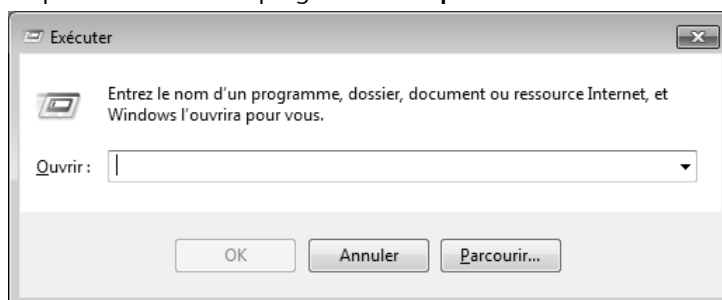 Exécuter
Entrez le nom d'un programme, dossier, document ou ressource Internet, et
Windows l'ouvrira pour vous.
Ouvrir :
OK
Annuler
Parcourir...